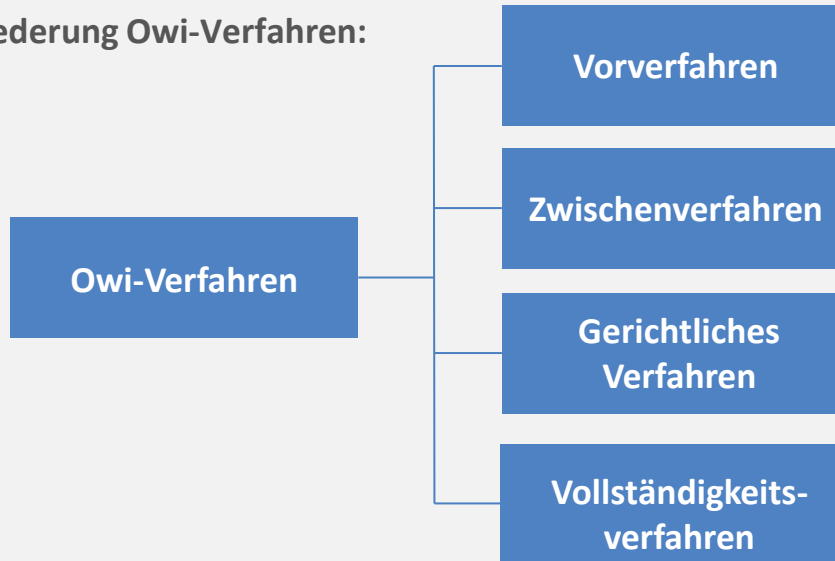 ederung Owi-Verfahren:
Vorverfahren
Zwischenverfahren
Owi-Verfahren
Gerichtliches
Verfahren
Vollständigkeits-
verfahren